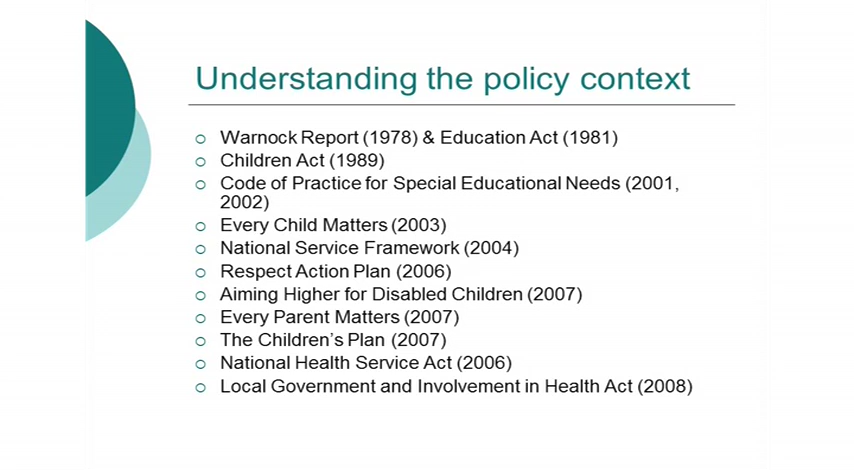 Understanding the policy context
Warnock Report (1978) & Education Act (1981)
Children Act (1989)
Code of Practice for Special Educational Needs (2001,
2002)
Every Child Matters (2003)
National Service Framework (2004)
Respect Action Plan (2006)
Aiming Higher for Disabled Children (2007)
Every Parent Matters (2007)
The Children's Plan (2007)
National Health Service Act (2006)
Local Government and Involvement in Health Act (2008)